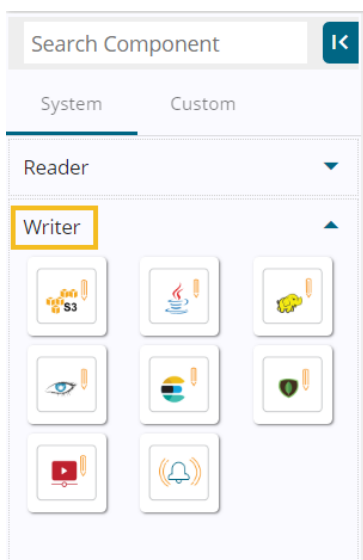 Search Component
System Custom
Reader
Writer
S3